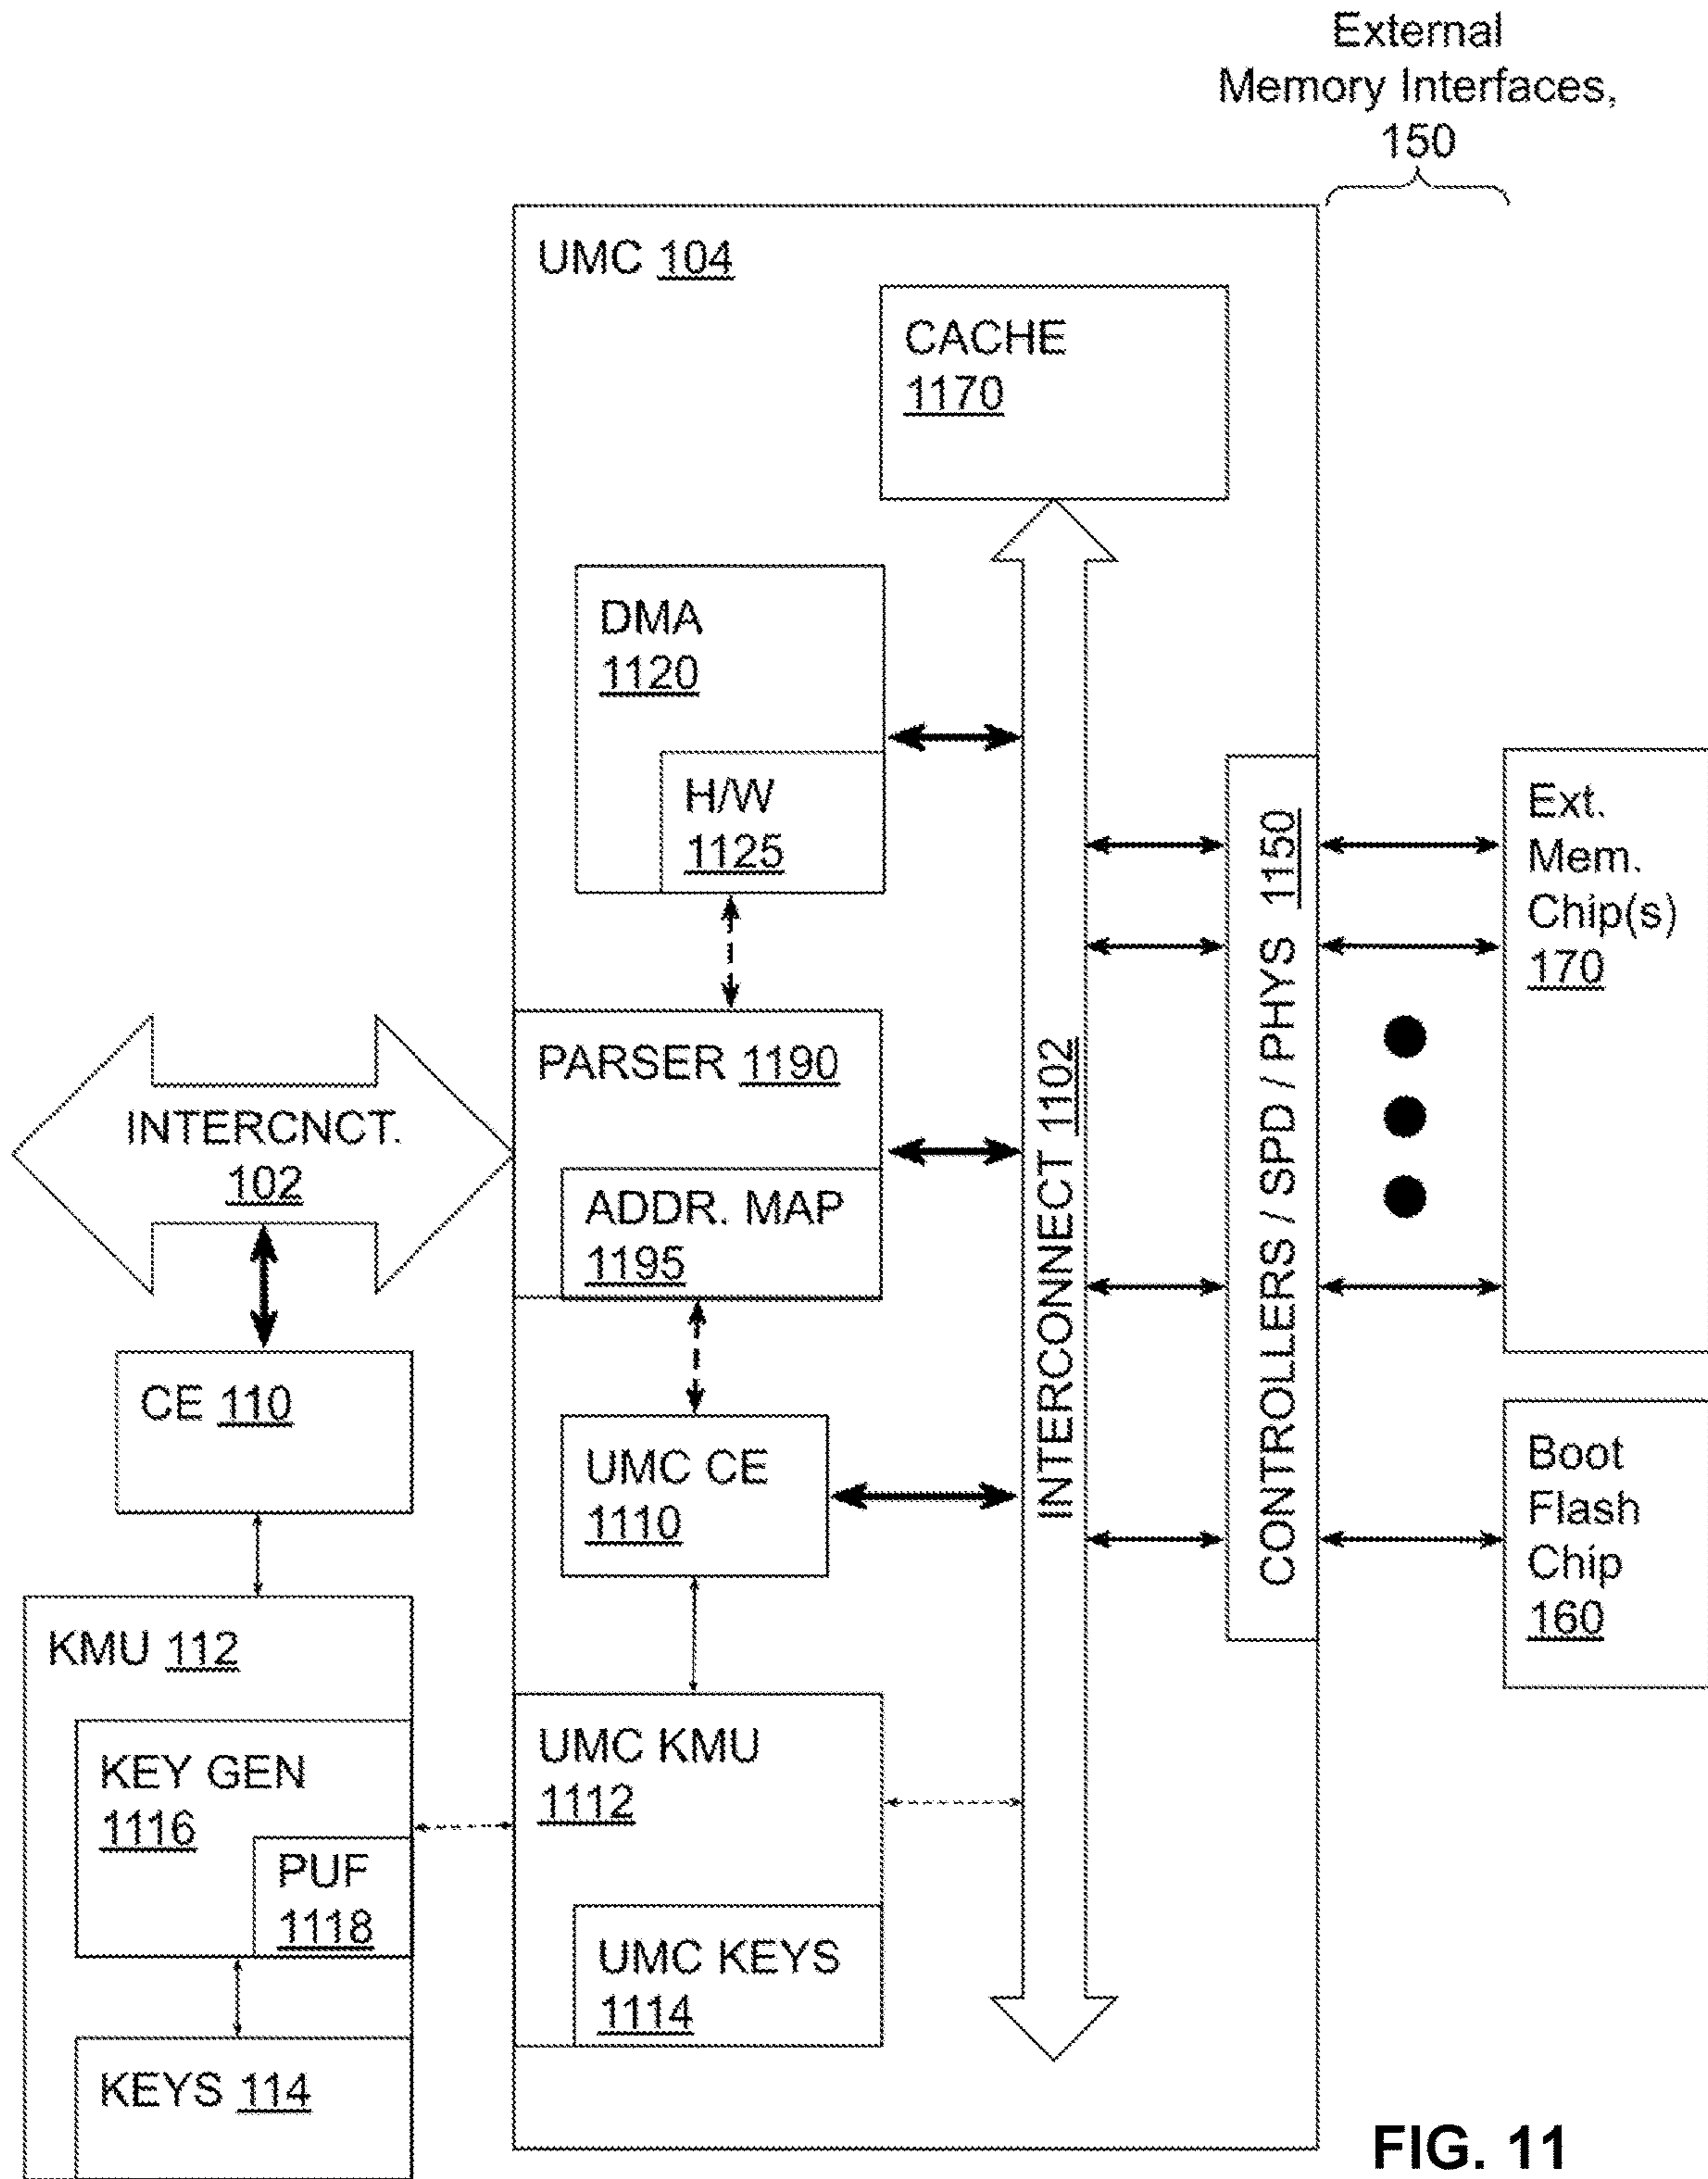 External
Memory Interfaces,
150
UMC 104
CACHE
1170
DMA
1120
H/W
1125
PARSER 1190
ADDR. MAP
1195
INTERCNCT.
102
CE 110
UMC CE
1110
KMU 112
KEY GEN
1116
PUF
1118
KEYS 114
UMC KMU
1112
UMC KEYS
1114
INTERCONNECT 1102
CONTROLLERS / SPD / PHYS 1150
Ext.
Mem.
Chip(s)
170
Boot
Flash
Chip
160
FIG. 11